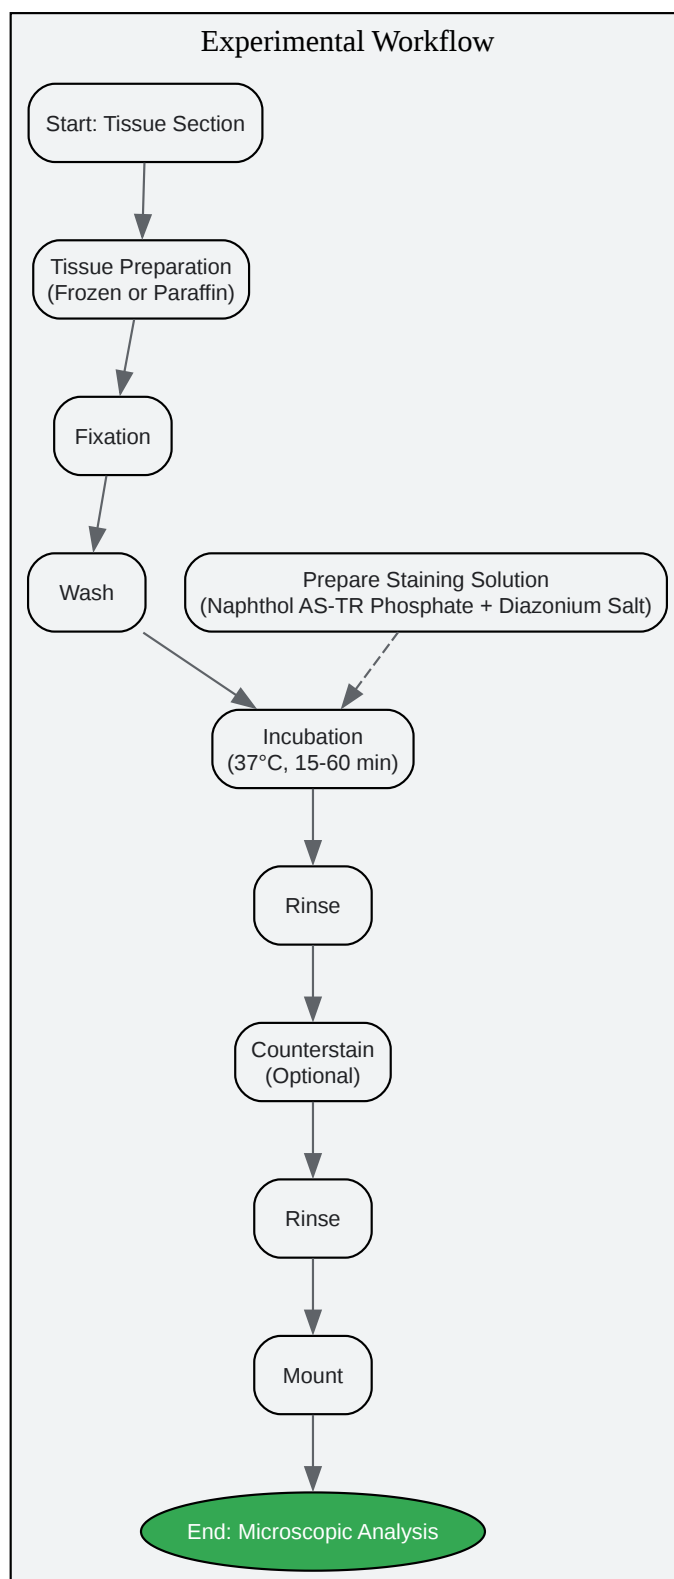 Experimental Workflow
Start: Tissue Section
Tissue Preparation
(Frozen or Paraffin)
Fixation
Wash
Prepare Staining Solution
(Naphthol AS-TR Phosphate + Diazonium Salt)
Incubation
(37°C, 15-60 min)
Rinse
Counterstain
(Optional)
Rinse
Mount
End: Microscopic Analysis